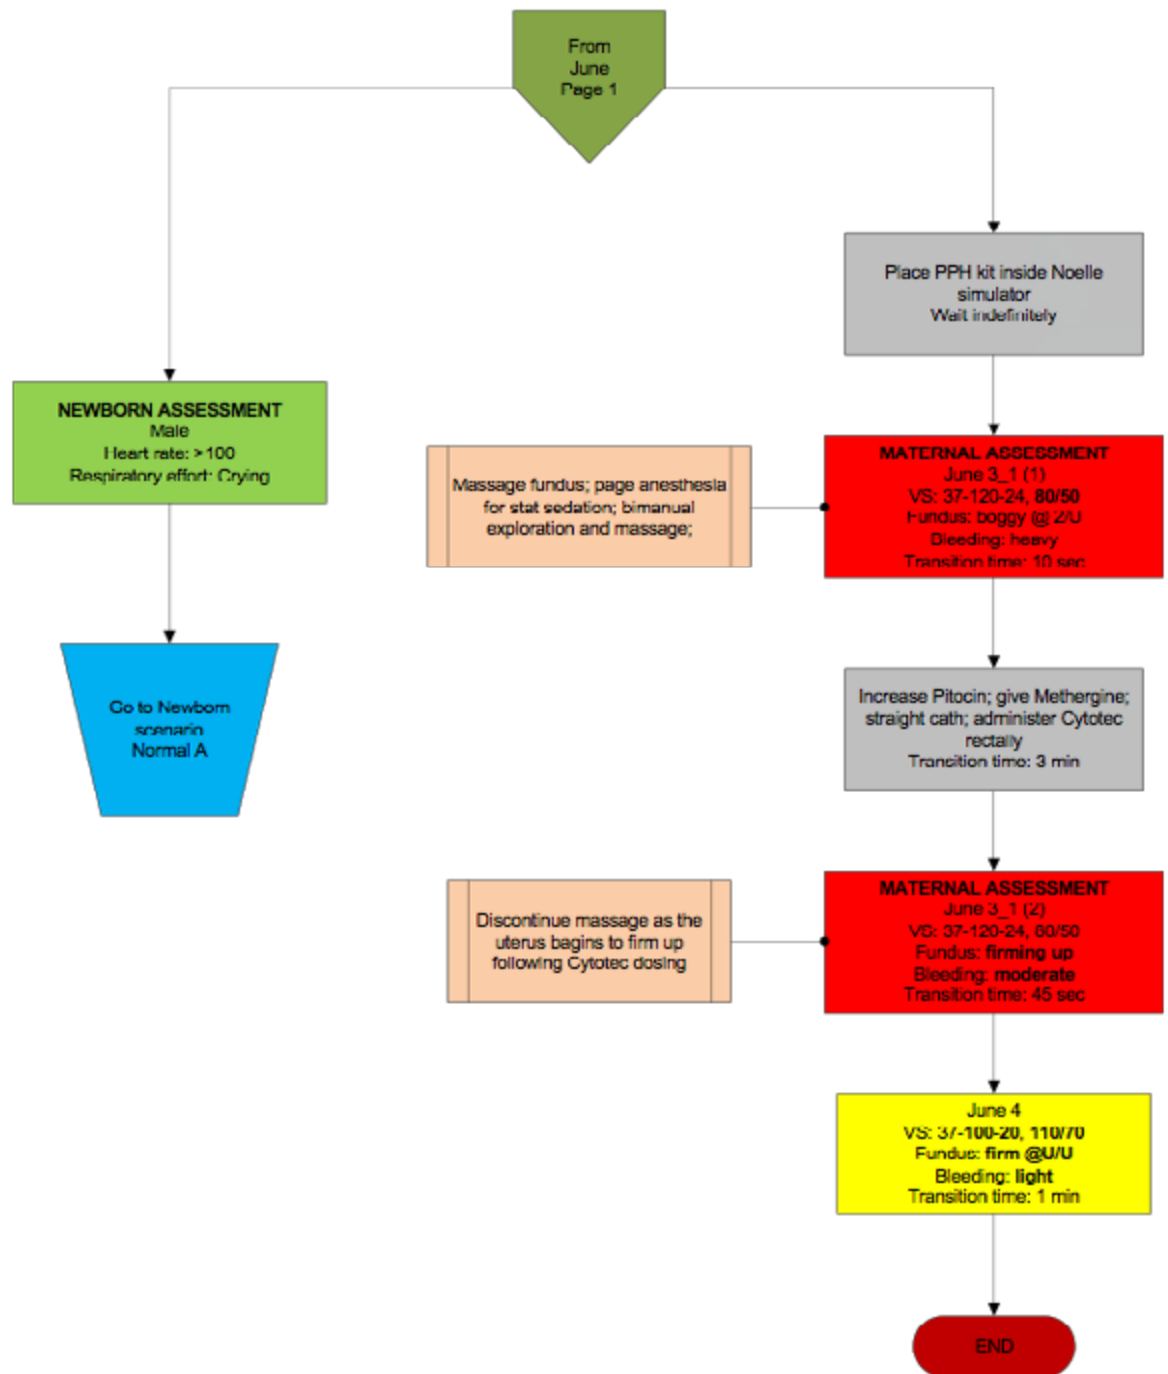 From
June
Page 1
Place PPH kit inside Noelle
simulator
Wait indefinitely
NEWBORN ASSESSMENT
Male
Heart rate: >100
Respiratory effort: Crying
Massage fundus; page anesthesia
for stat sedation; bimanual
exploration and massage;
MATERNAL ASSESSMENT
June 3_1 (1)
VS: 37-120-24, 80/50
Fundus: boggy @ 2/U
Bleeding: heavy
Transition time: 10 sec
Go to Newborn
scenario
Normal A
Increase Pitocin; give Methergine;
straight cath; administer Cytotec
rectally
Transition time: 3 min
Discontinue massage as the
uterus bagins to firm up
following Cytotec dosing
MATERNAL ASSESSMENT
June 3_1 (2)
VS: 37-120-24, 80/50
Fundus: firming up
Bleeding: moderate
Transition time: 45 sec
June 4
VS: 37-100-20, 110/70
Fundus: firm @U/U
Bleeding: light
Transition time: 1 min
END